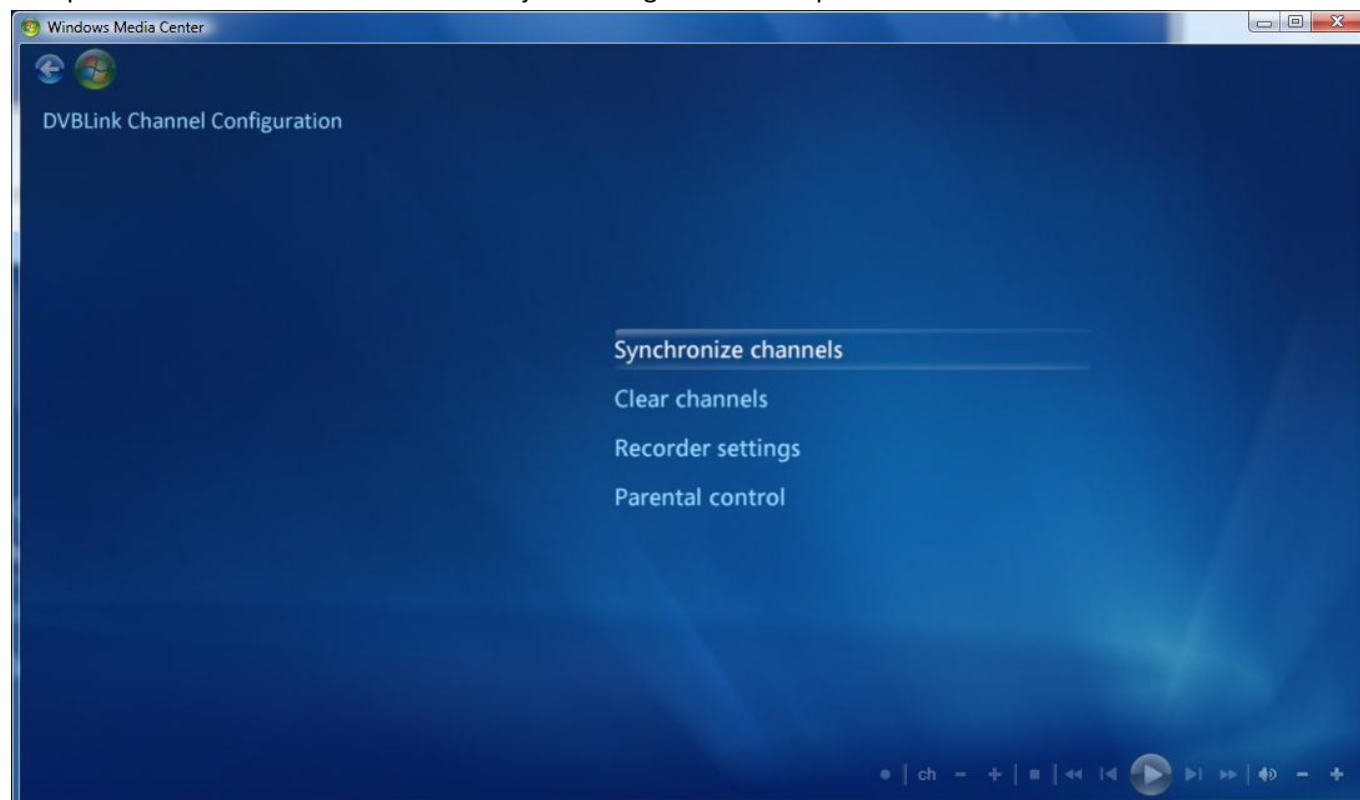 Windows Media Center
DVBLink Channel Configuration
Synchronize channels
Clear channels
Recorder settings
Parental control
ch - +
- +